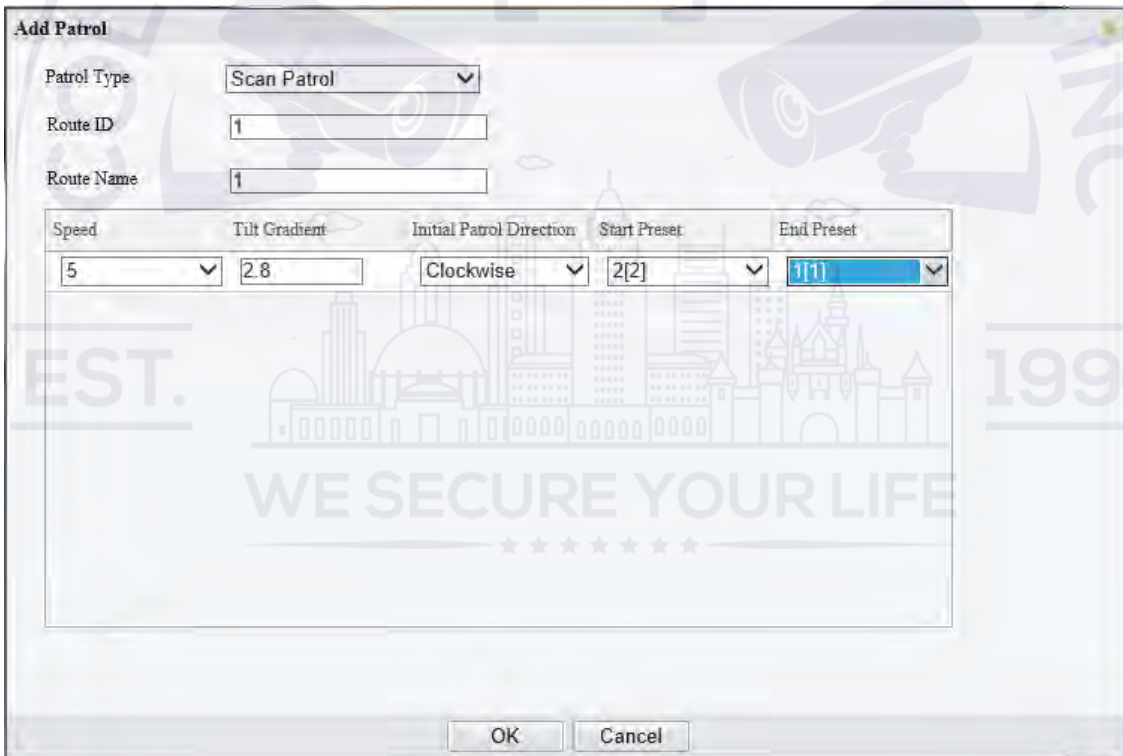 Add Patrol
Patrol Type Scan Patrol
Route ID 1
Route Name 1
Speed Tilt Gradient Initial Patrol Direction Start Preset End Preset
5 2.8 Clockwise 2[2] 1[1]
EST. 199
WE SECURE YOUR LIFE
OK Cancel
INC